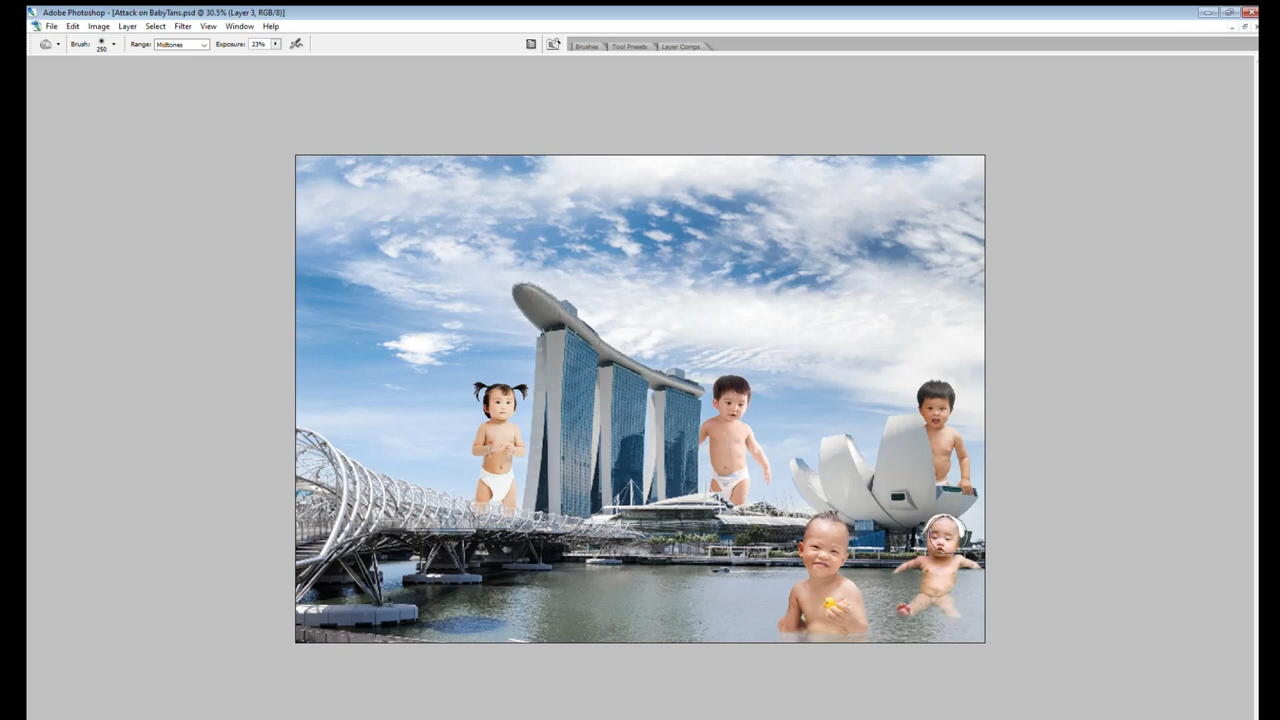 Adobe Photoshop - [Attack on BabyTans.psd @ 30.5% (Layer 3, RGB/8)]
File Edit Image Layer Select Filter View Window Help
Brush: 250 Range: Midtones Exposure: 23% Brushes Tool Presets Layer Comps